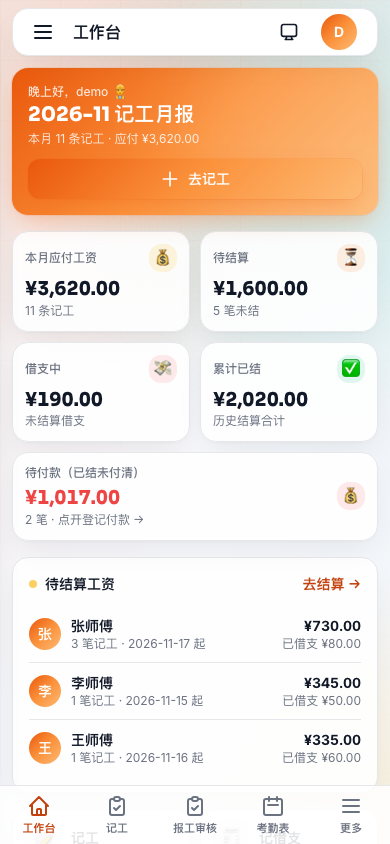 工作台
D
晚上好，demo 👷
2026-11 记工月报
本月 11 条记工 · 应付 ¥3,620.00
去记工
本月应付工资
¥3,620.00
11 条记工
待结算
¥1,600.00
5 笔未结
借支中
¥190.00
未结算借支
累计已结
¥2,020.00
历史结算合计
待付款（已结未付清）
¥1,017.00
2 笔 · 点开登记付款 →
待结算工资
去结算 →
张
张师傅
3 笔记工 · 2026-11-17 起
¥730.00
已借支 ¥80.00
李
李师傅
1 笔记工 · 2026-11-15 起
¥345.00
已借支 ¥50.00
王
王师傅
1 笔记工 · 2026-11-16 起
¥335.00
已借支 ¥60.00
记工
记借支
工作台
记工
报工审核
考勤表
更多